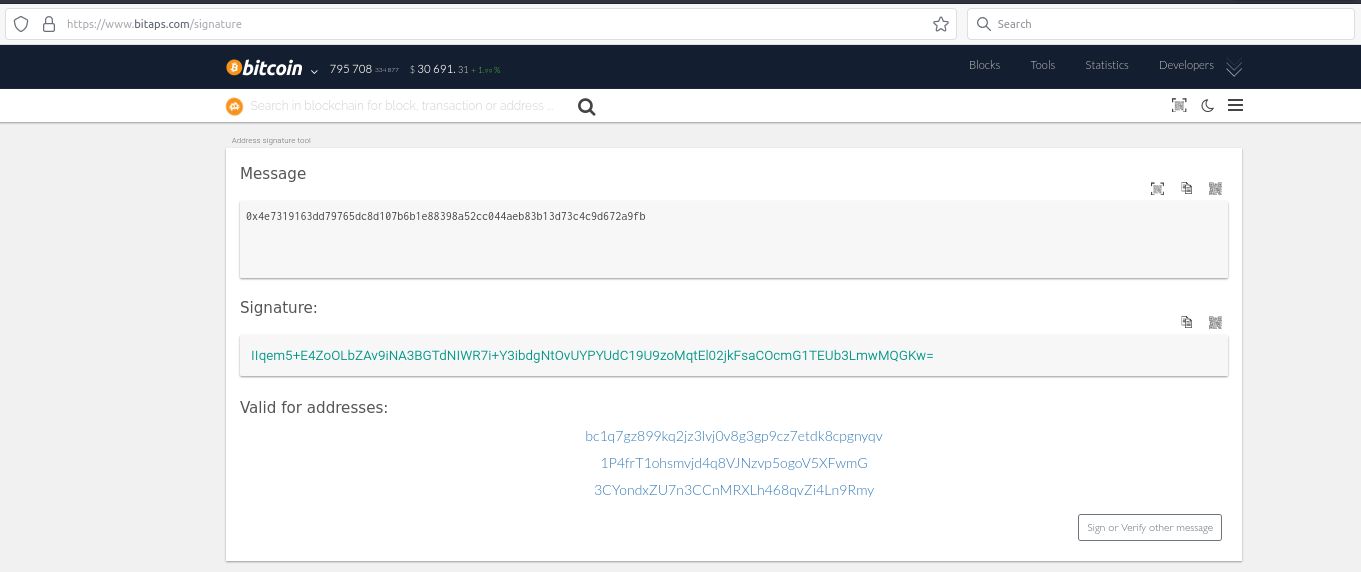 https://www.bitaps.com/signature
Search
bitcoin 795 708 334877 $ 30 691. 31 + 1.
Blocks Tools Statistics Developers
Search in blockchain for block, transaction or address ...
Address signature tool
Message
0x4e7319163dd79765dc8d107b6b1e88398a52cc044aeb83b13d73c4c9d672a9fb
Signature:
IIqem5+E4ZoOLbZAv9iNA3BGTdNIWR7i+Y3ibdgNtOvUYPYUdC19U9zoMqtEl02jkFsaCOcmG1TEUb3LmwMQGKw=
Valid for addresses:
bc1q7gz899kq2jz3lvj0v8g3gp9cz7etdk8cpgnyqv
1P4frT1ohsmvjd4q8VJNzvp5ogoV5XFwmG
3CYondxZU7n3CCnMRXLh468qvZi4Ln9Rmy
Sign or Verify other message